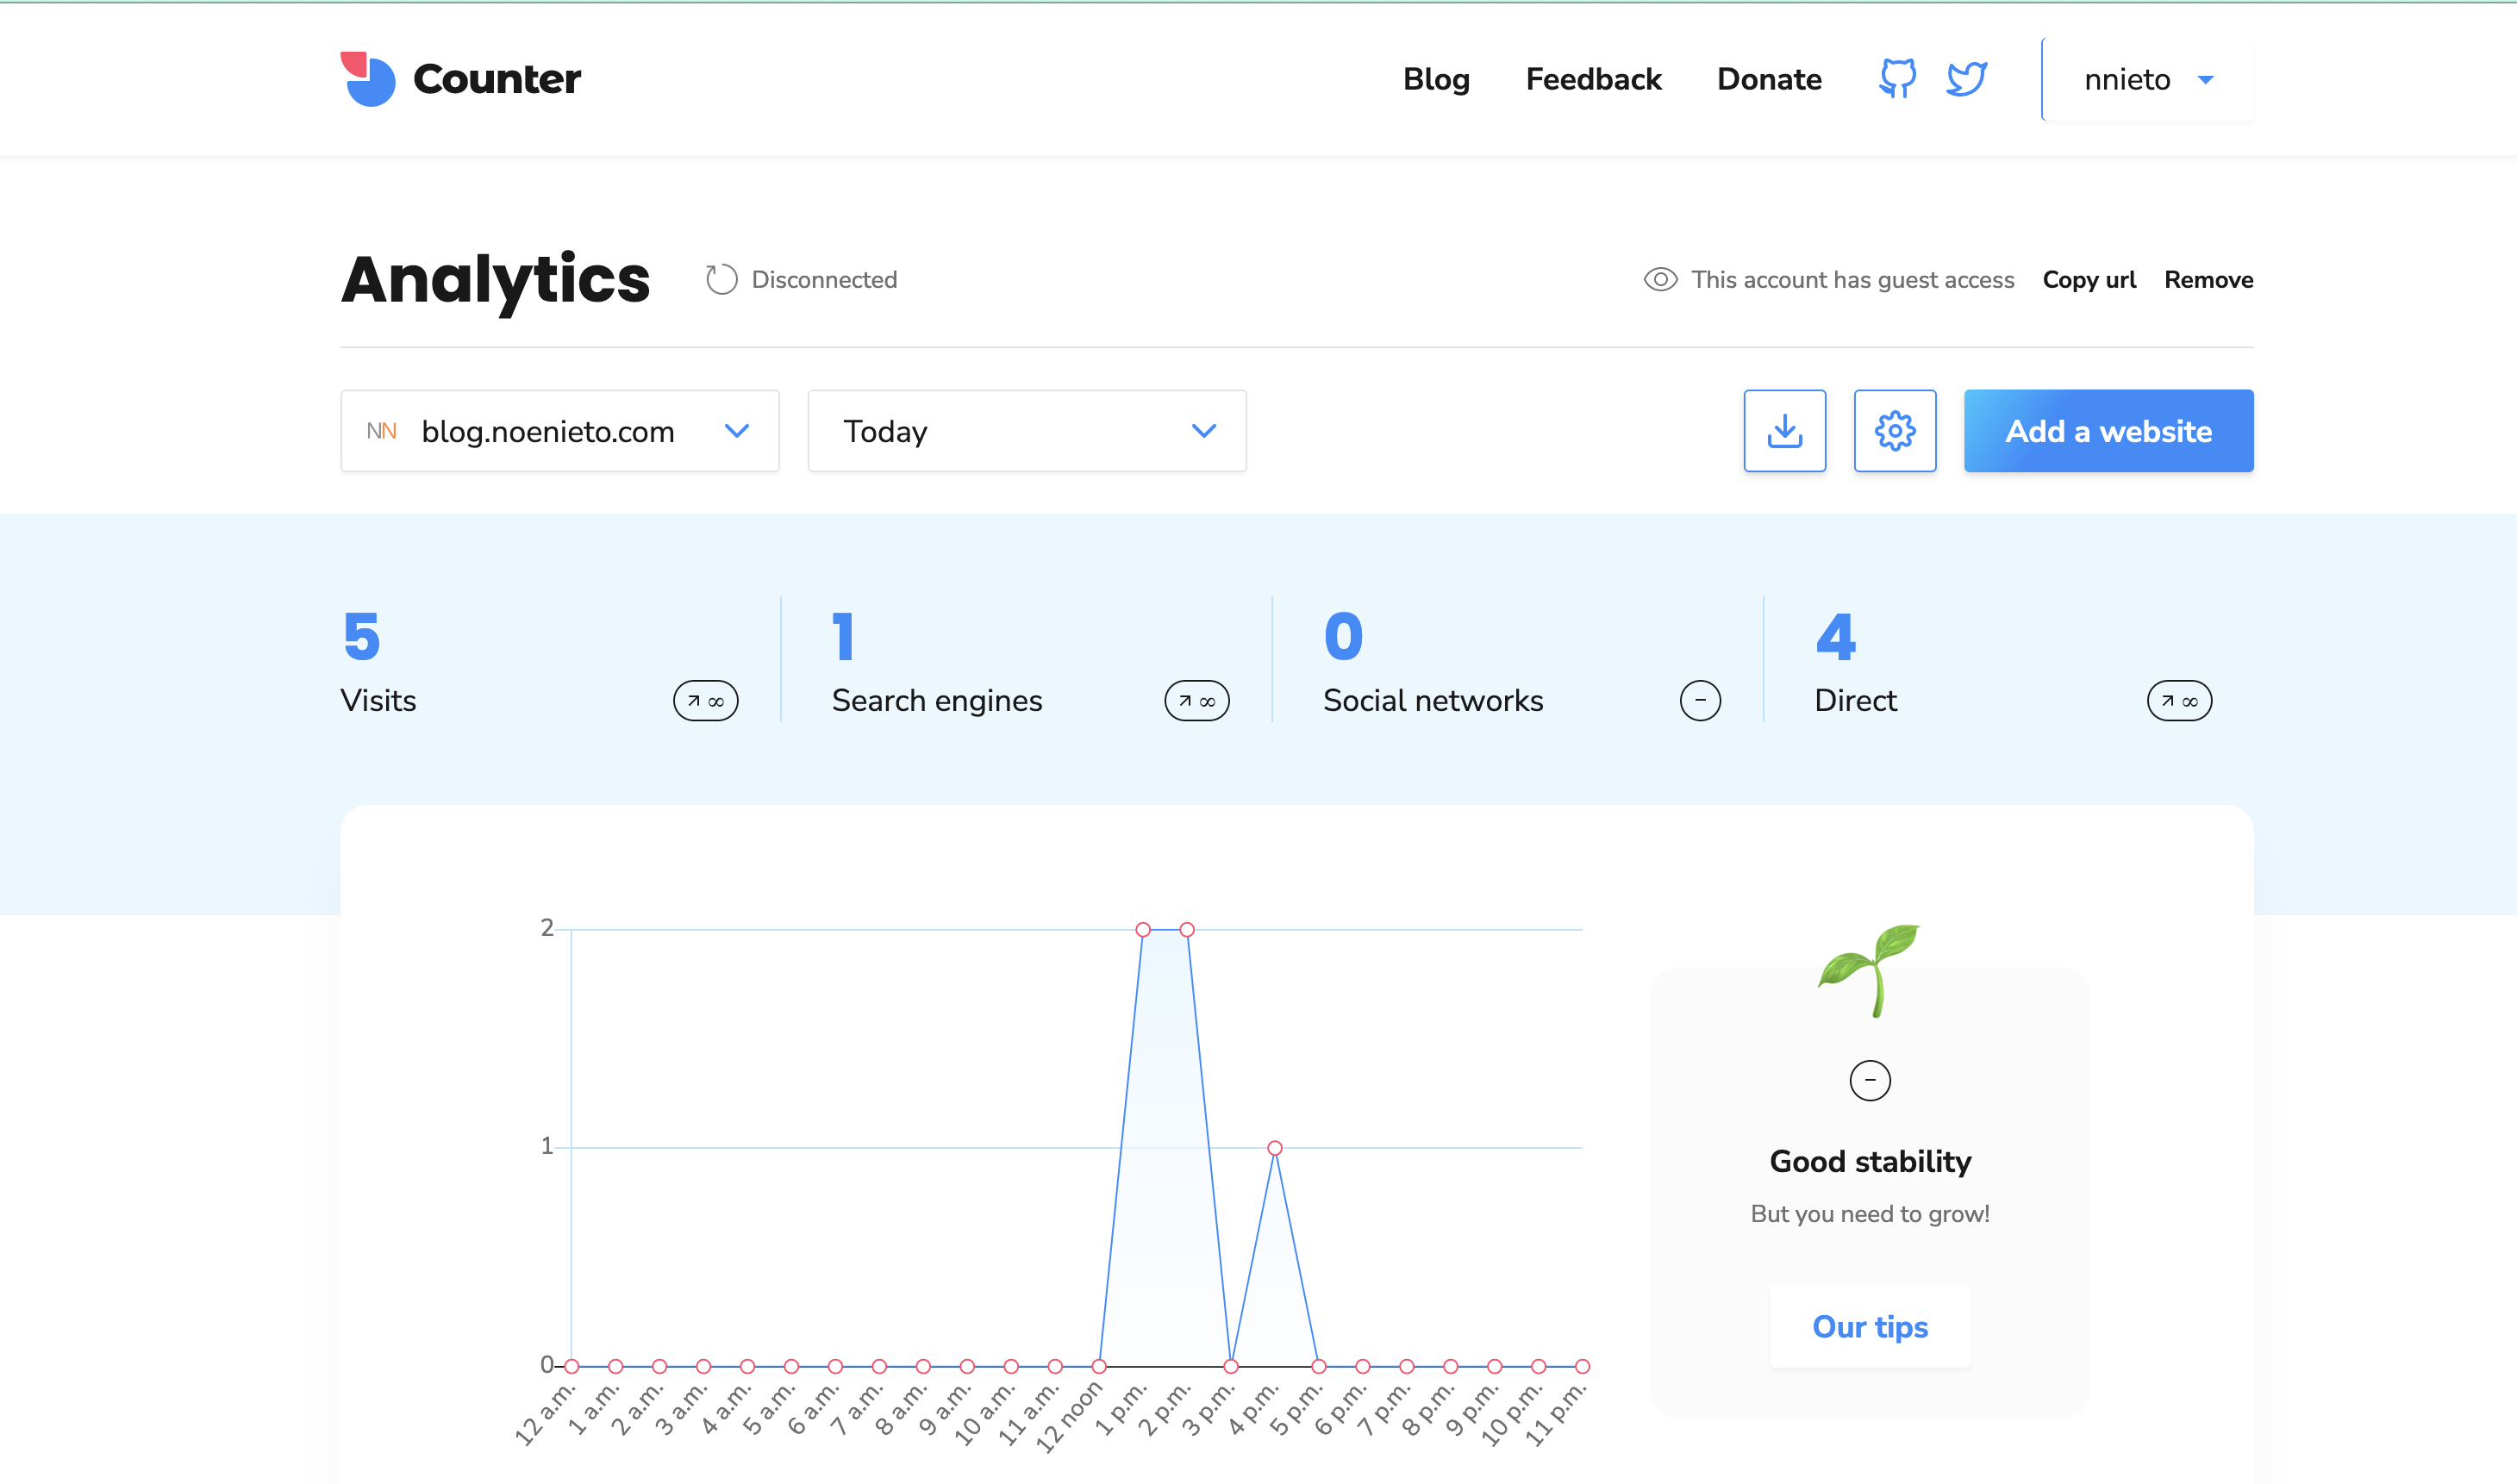 Counter
Blog Feedback Donate nnieto
Analytics Disconnected This account has guest access Copy url Remove
NN blog.noenieto.com Today Add a website
5 1 0 4
Visits ↗ ∞ Search engines ↗ ∞ Social networks − Direct ↗ ∞
2
1
0
12 a.m. 1 a.m. 2 a.m. 3 a.m. 4 a.m. 5 a.m. 6 a.m. 7 a.m. 8 a.m. 9 a.m. 10 a.m. 11 a.m. 12 noon 1 p.m. 2 p.m. 3 p.m. 4 p.m. 5 p.m. 6 p.m. 7 p.m. 8 p.m. 9 p.m. 10 p.m. 11 p.m.
−
Good stability
But you need to grow!
Our tips